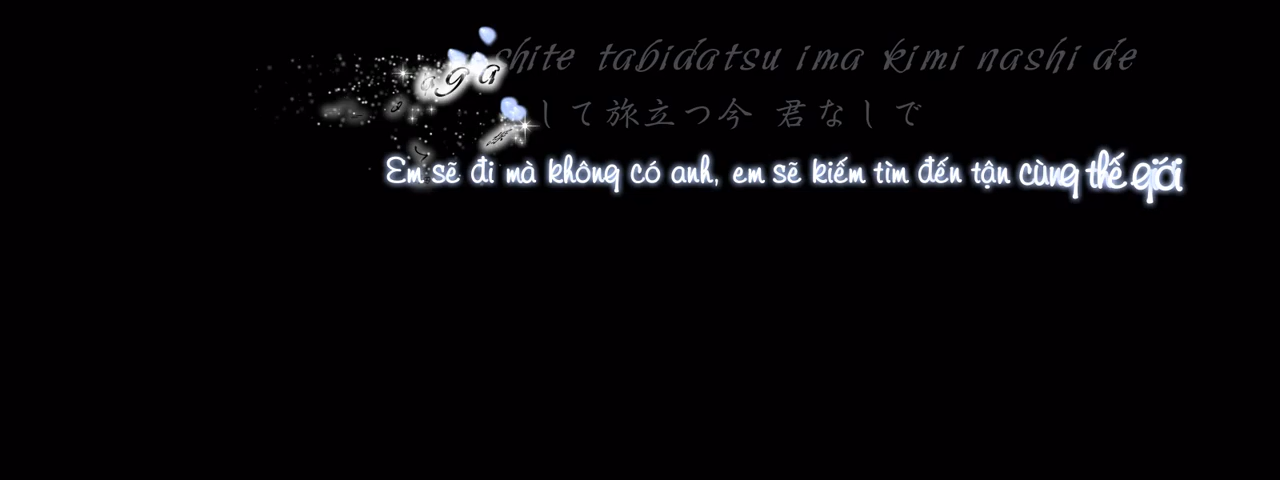 aga shite tabidatsu ima kimi nashi de
して旅立つ今 君なしで
Em sẽ đi mà không có anh, em sẽ kiếm tìm đến tận cùng thế giới